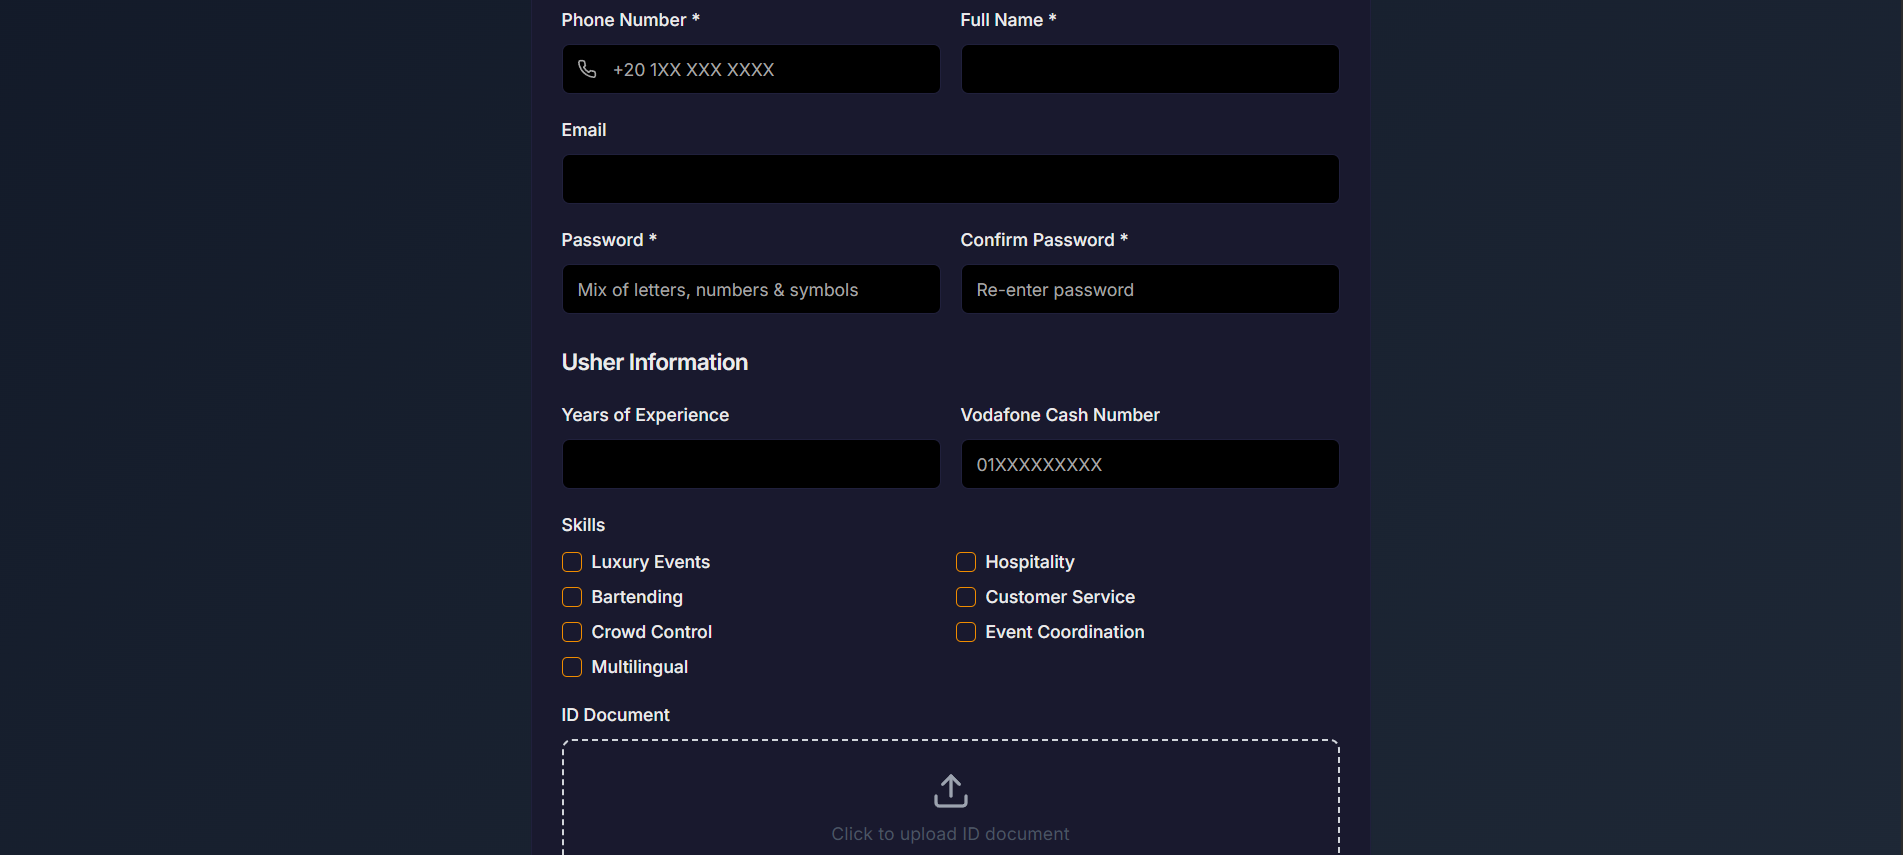 Phone Number * Full Name *
+20 1XX XXX XXXX
Email
Password * Confirm Password *
Mix of letters, numbers & symbols Re-enter password
Usher Information
Years of Experience Vodafone Cash Number
01XXXXXXXXX
Skills
Luxury Events Hospitality
Bartending Customer Service
Crowd Control Event Coordination
Multilingual
ID Document
Click to upload ID document